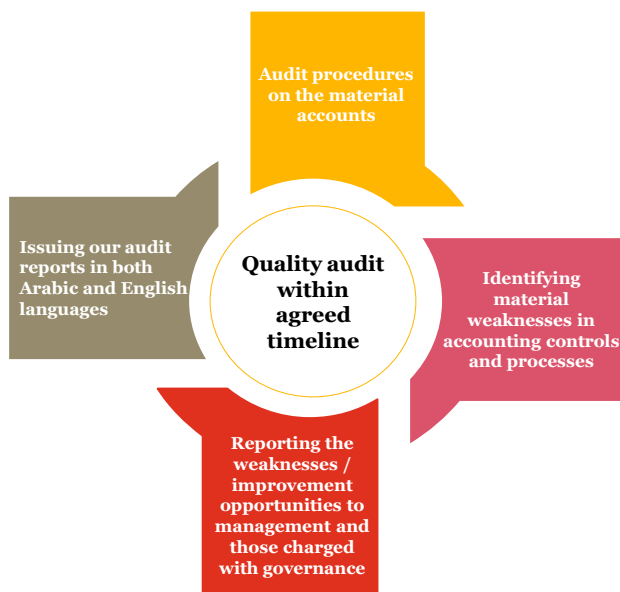 Audit procedures
on the material
accounts
Issuing our audit
reports in both
Arabic and English
languages
Quality audit
within
agreed
timeline
Identifying
material
weaknesses in
accounting controls
and processes
Reporting the
weaknesses /
improvement
opportunities to
management and
those charged
with governance